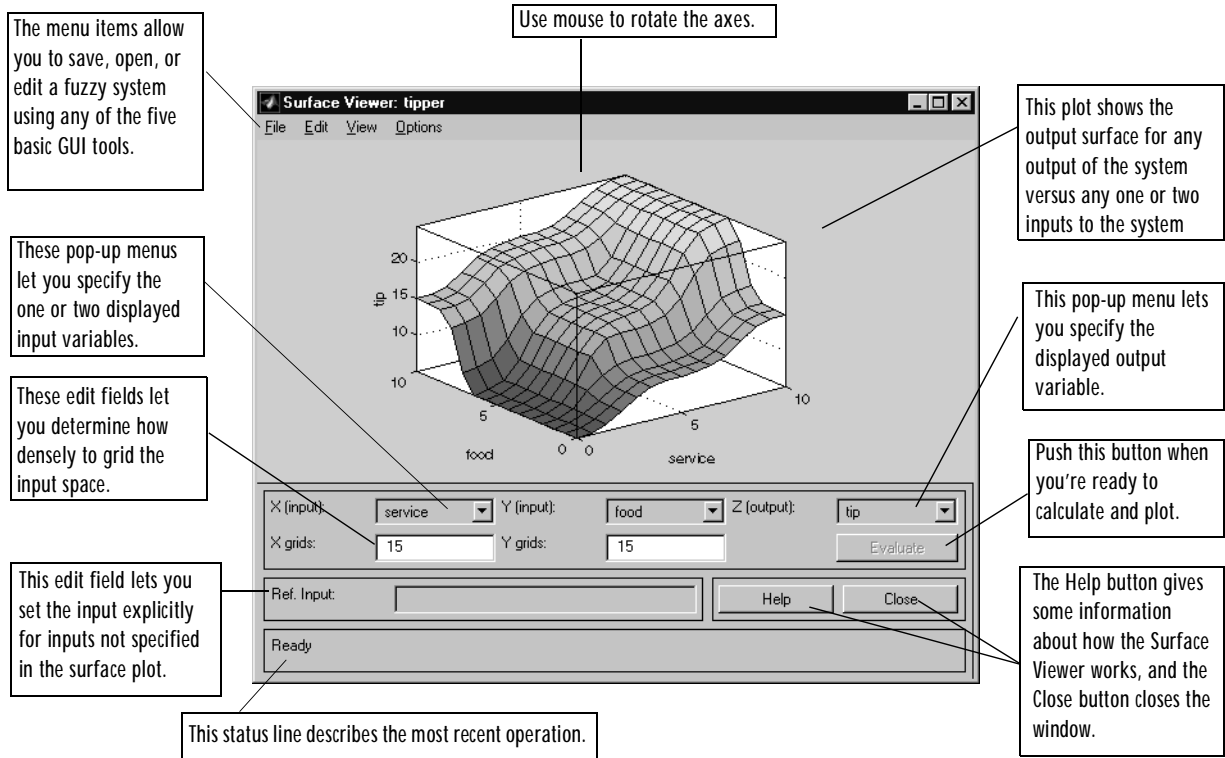 Use mouse to rotate the axes.
The menu items allow
you to save, open, or
edit a fuzzy system
using any of the five
basic GUI tools.
These pop-up menus
let you specify the
one or two displayed
input variables.
These edit fields let
you determine how
densely to grid the
input space.
This edit field lets you
set the input explicitly
for inputs not specified
in the surface plot.
Surface Viewer: tipper
File Edit View Options
20
15
10
tip
10
5
0
food
0
5
10
service
X (input): service Y (input): food Z (output): tip
X grids: 15 Y grids: 15 Evaluate
Ref. Input: Help Close
Ready
This plot shows the
output surface for any
output of the system
versus any one or two
inputs to the system
This pop-up menu lets
you specify the
displayed output
variable.
Push this button when
you're ready to
calculate and plot.
The Help button gives
some information
about how the Surface
Viewer works, and the
Close button closes the
window.
This status line describes the most recent operation.